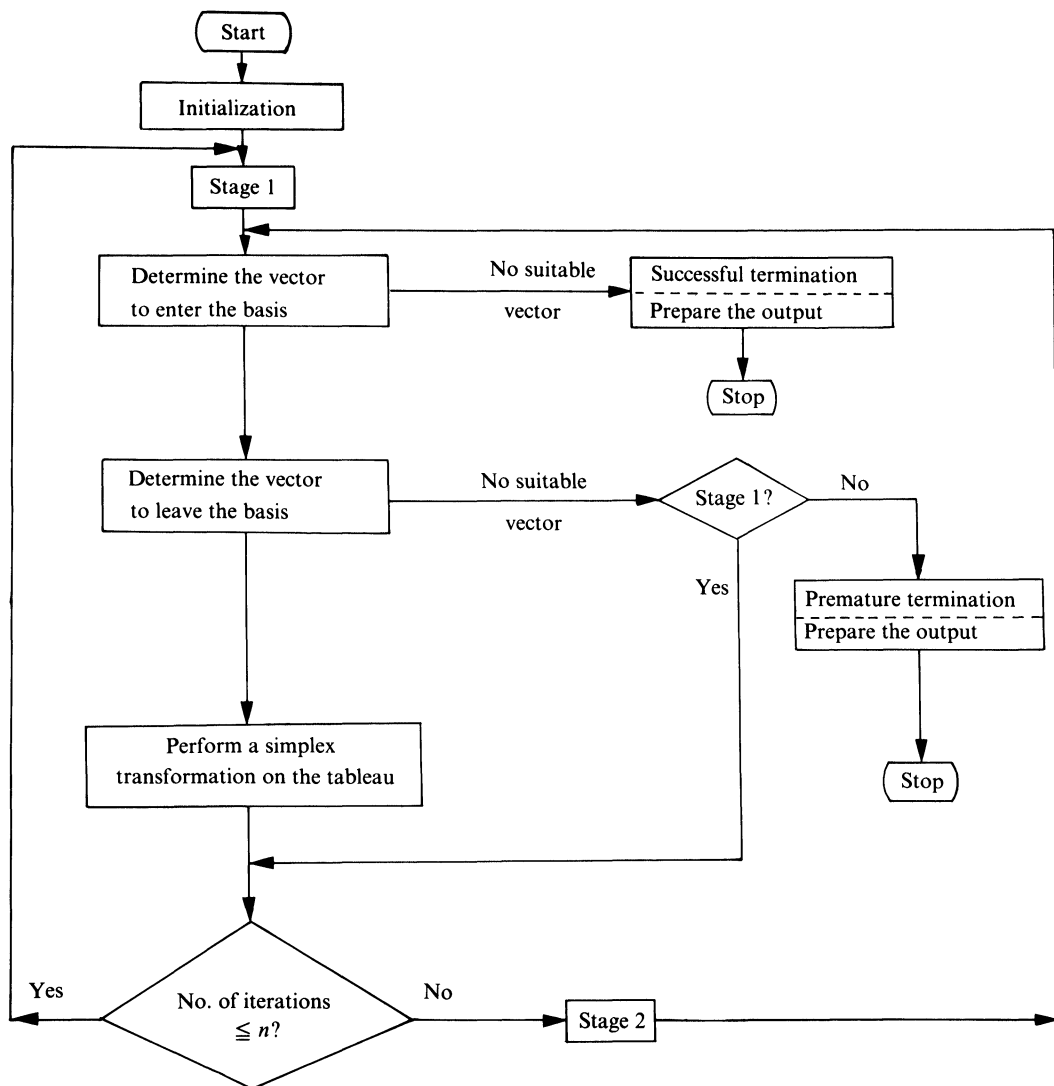 Start
Initialization
Stage 1
Determine the vector
to enter the basis
No suitable
vector
Successful termination
Prepare the output
Stop
Determine the vector
to leave the basis
No suitable
vector
Stage 1?
No
Yes
Premature termination
Prepare the output
Stop
Perform a simplex
transformation on the tableau
Yes
No. of iterations
≦ n?
No
Stage 2